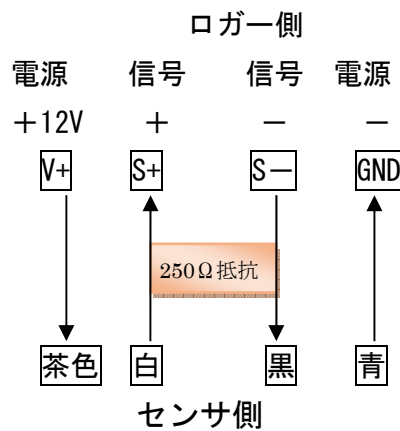 ロガー側
電源 信号 信号 電源
＋12V ＋ － －
V+ S+ S－ GND
250Ω抵抗
茶色 白 黒 青
センサ側